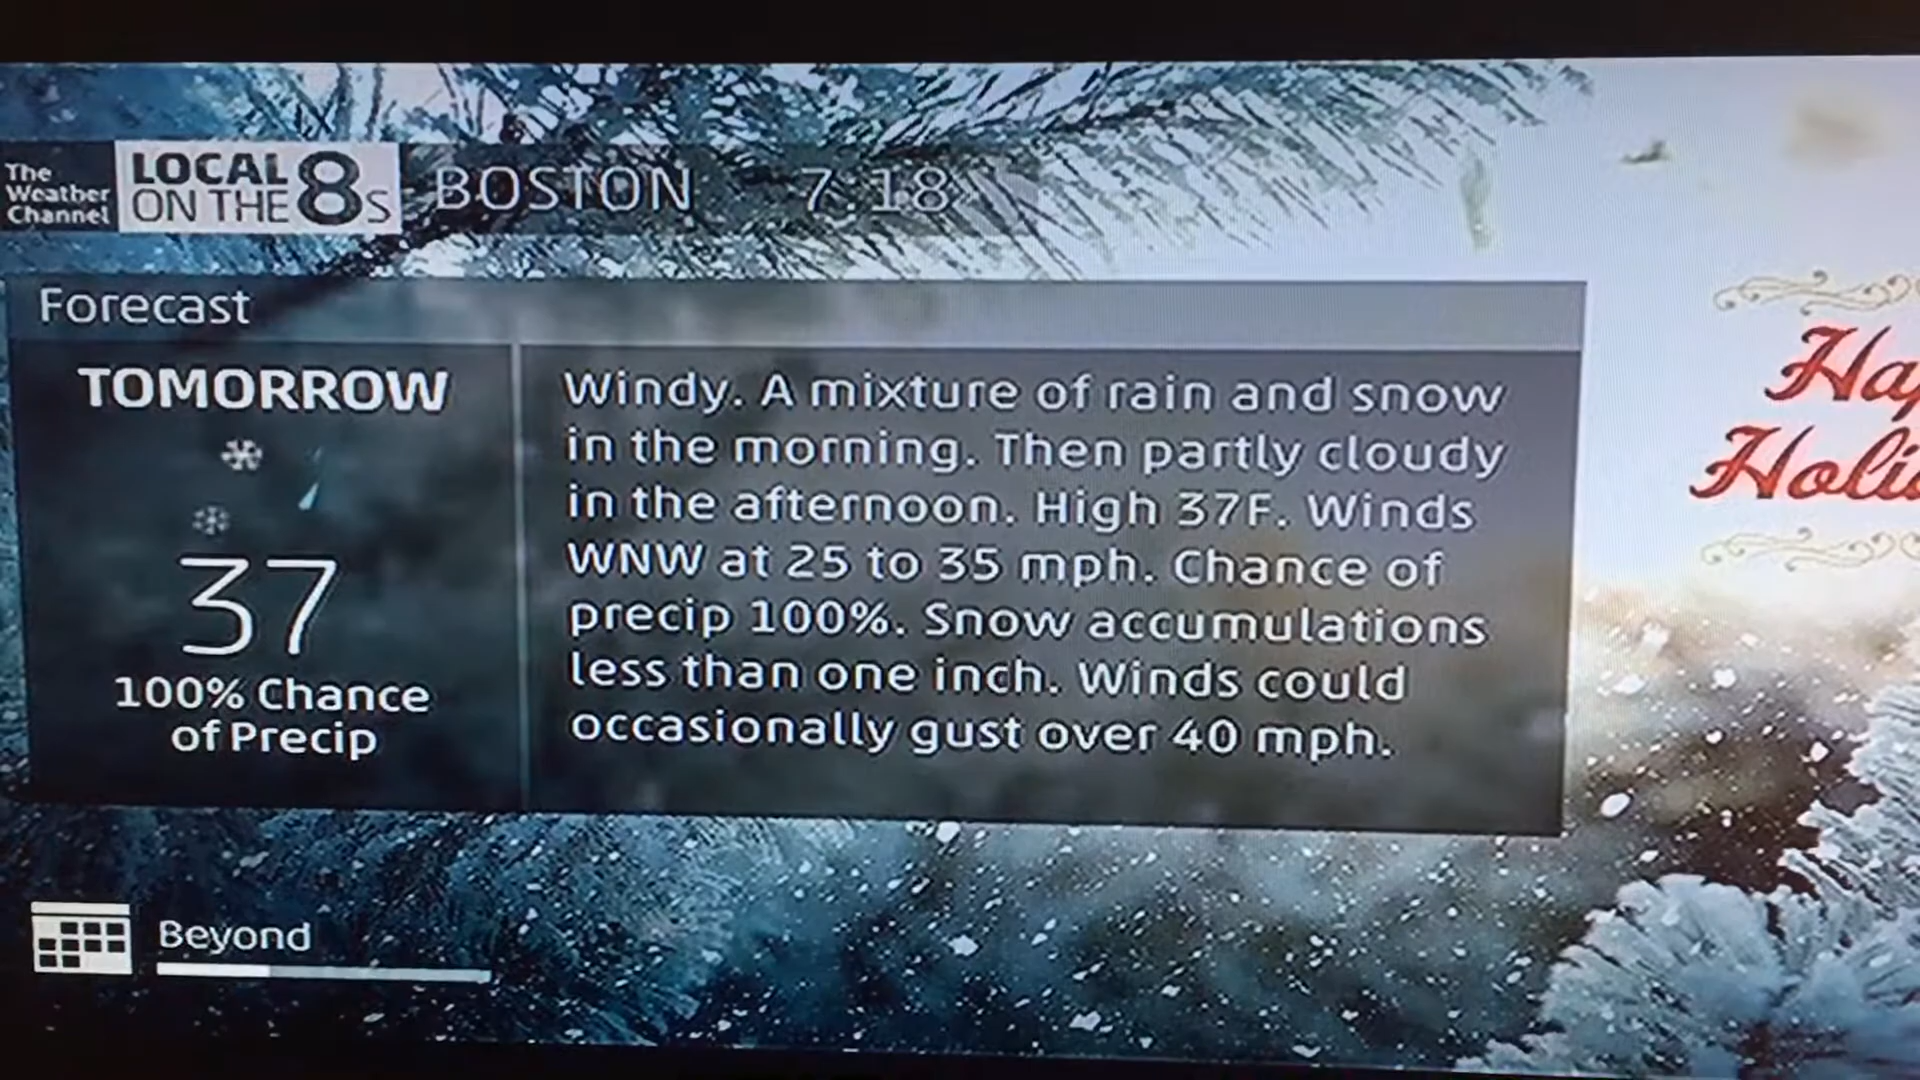 The
Weather
Channel
LOCAL
ON THE 8s
BOSTON 7:18
Forecast
TOMORROW
37
100% Chance
of Precip
Windy. A mixture of rain and snow
in the morning. Then partly cloudy
in the afternoon. High 37F. Winds
WNW at 25 to 35 mph. Chance of
precip 100%. Snow accumulations
less than one inch. Winds could
occasionally gust over 40 mph.
Beyond